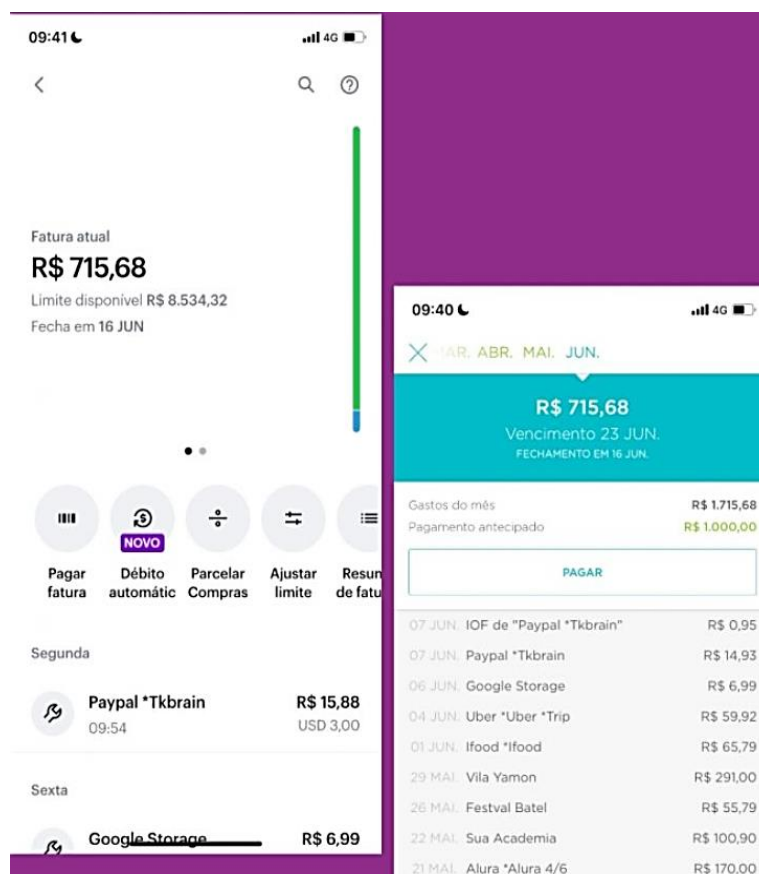 09:41
4G
Fatura atual
R$ 715,68
Limite disponível R$ 8.534,32
Fecha em 16 JUN
NOVO
Pagar fatura
Débito automátic
Parcelar Compras
Ajustar limite
Resun de fatu
Segunda
Paypal *Tkbrain R$ 15,88
09:54 USD 3,00
Sexta
Google Storage R$ 6,99
09:40
4G
AR. ABR. MAI. JUN.
R$ 715,68
Vencimento 23 JUN.
FECHAMENTO EM 16 JUN.
Gastos do mês R$ 1.715,68
Pagamento antecipado R$ 1.000,00
PAGAR
07 JUN. IOF de "Paypal *Tkbrain" R$ 0,95
07 JUN. Paypal *Tkbrain R$ 14,93
06 JUN. Google Storage R$ 6,99
04 JUN. Uber *Uber *Trip R$ 59,92
01 JUN. Ifood *Ifood R$ 65,79
29 MAI. Vila Yamon R$ 291,00
26 MAI. Festval Batel R$ 55,79
22 MAI. Sua Academia R$ 100,90
21 MAI. Alura *Alura 4/6 R$ 170,00